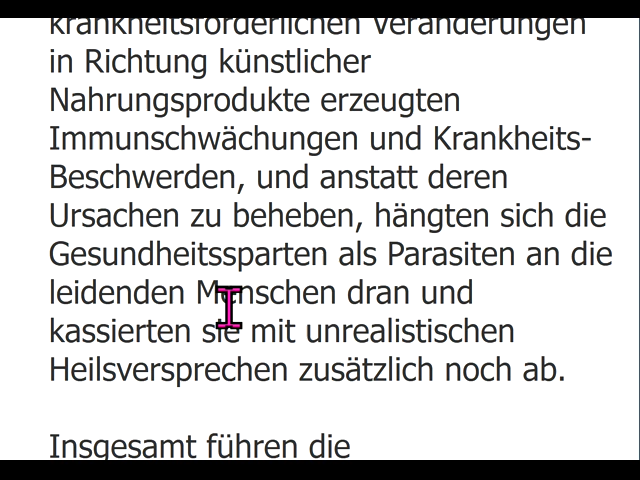 krankheitsförderlichen Veränderungen
in Richtung künstlicher
Nahrungsprodukte erzeugten
Immunschwächungen und Krankheits-
Beschwerden, und anstatt deren
Ursachen zu beheben, hängten sich die
Gesundheitssparten als Parasiten an die
leidenden Menschen dran und
kassierten sie mit unrealistischen
Heilsversprechen zusätzlich noch ab.
Insgesamt führen die